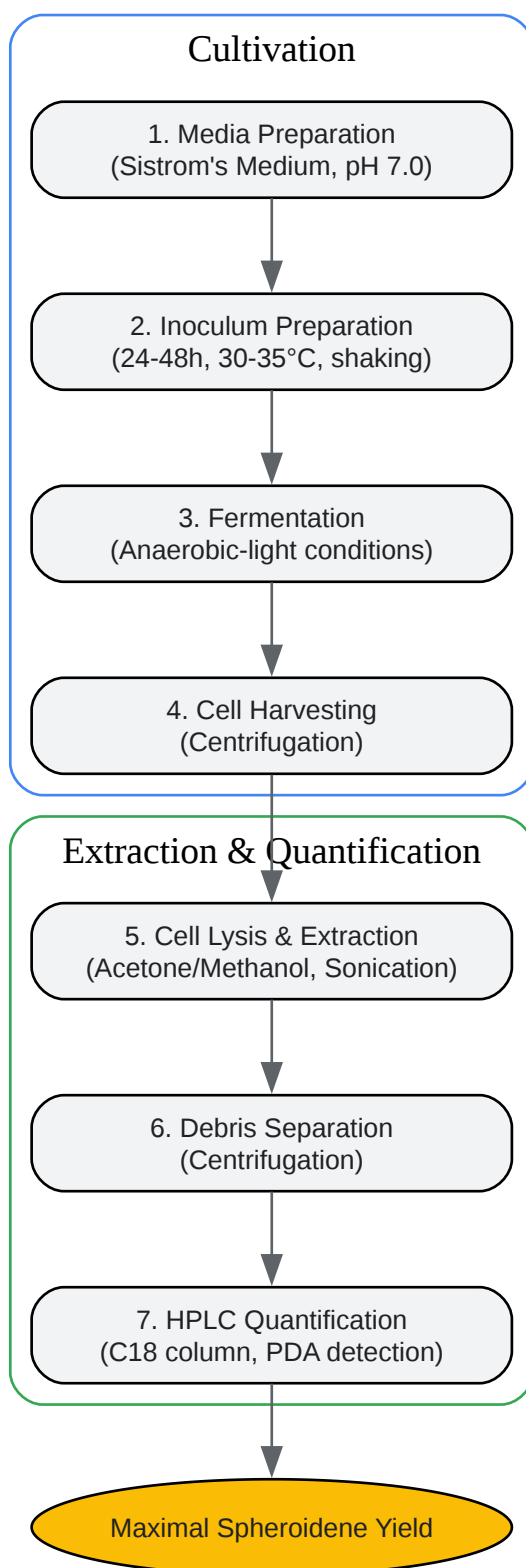 Cultivation
1. Media Preparation
(Sistrom's Medium, pH 7.0)
2. Inoculum Preparation
(24-48h, 30-35°C, shaking)
3. Fermentation
(Anaerobic-light conditions)
4. Cell Harvesting
(Centrifugation)
Extraction & Quantification
5. Cell Lysis & Extraction
(Acetone/Methanol, Sonication)
6. Debris Separation
(Centrifugation)
7. HPLC Quantification
(C18 column, PDA detection)
Maximal Spheroidene Yield